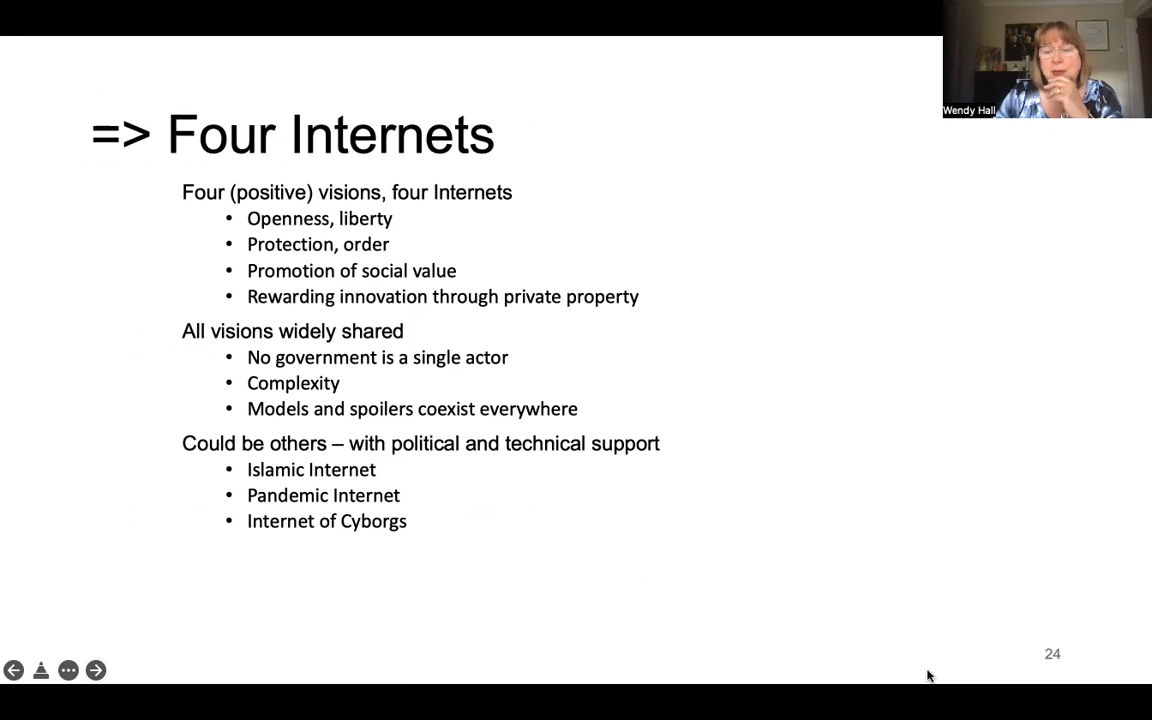 Wendy Hall
=> Four Internets
Four (positive) visions, four Internets
• Openness, liberty
• Protection, order
• Promotion of social value
• Rewarding innovation through private property
All visions widely shared
• No government is a single actor
• Complexity
• Models and spoilers coexist everywhere
Could be others – with political and technical support
• Islamic Internet
• Pandemic Internet
• Internet of Cyborgs
24